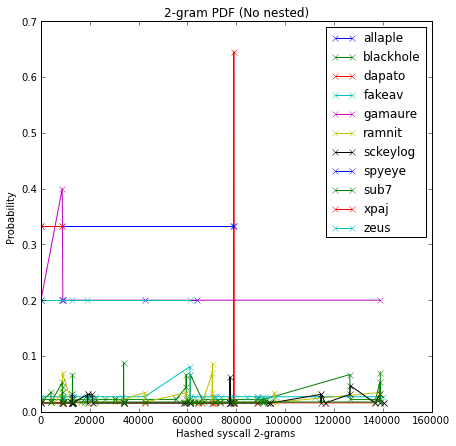 2-gram PDF (No nested)
0.7
0.6
0.5
0.4
0.3
0.2
0.1
0.0
Probability
allaple
blackhole
dapato
fakeav
gamaure
ramnit
sckeylog
spyeye
sub7
xpaj
zeus
0 20000 40000 60000 80000 100000 120000 140000 160000
Hashed syscall 2-grams